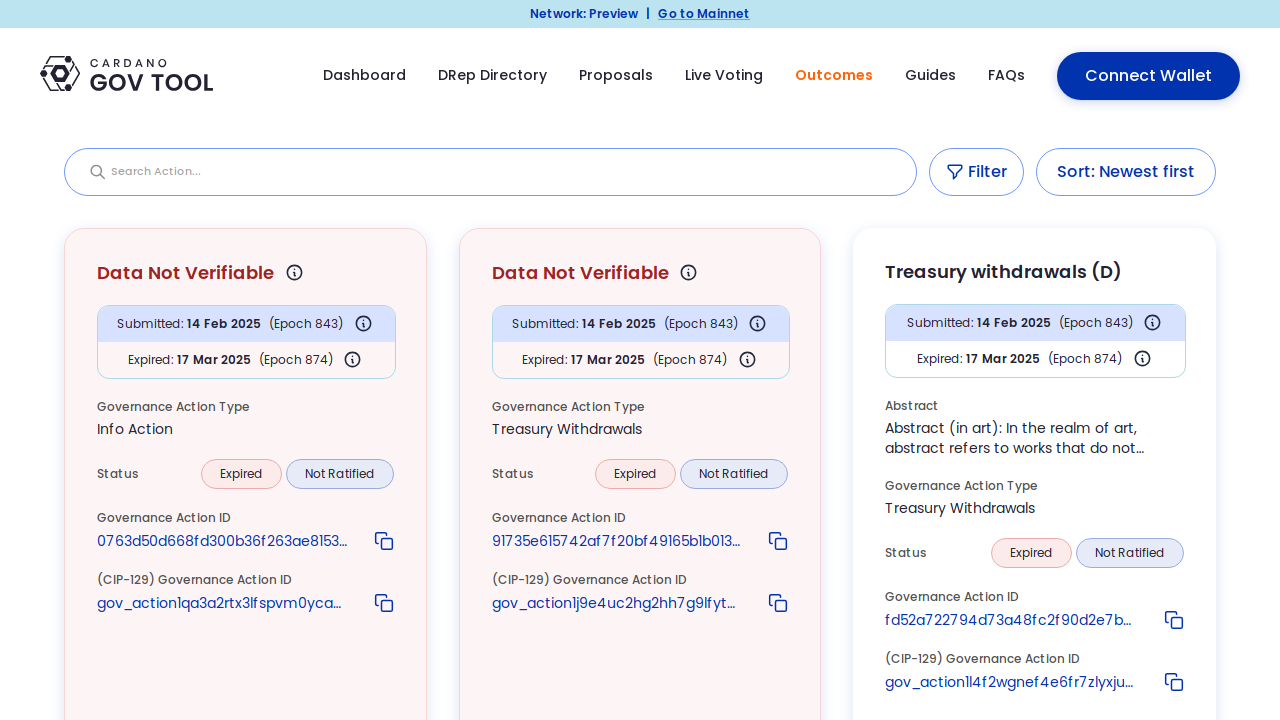 Network: Preview | Go to Mainnet
CARDANO
GOV TOOL
Dashboard DRep Directory Proposals Live Voting Outcomes Guides FAQs Connect Wallet
Search Action...
Filter
Sort: Newest first
Data Not Verifiable
Submitted: 14 Feb 2025 (Epoch 843)
Expired: 17 Mar 2025 (Epoch 874)
Governance Action Type
Info Action
Status Expired Not Ratified
Governance Action ID
0763d50d668fd300b36f263ae8153...
(CIP-129) Governance Action ID
gov_action1qa3a2rtx3lfspvm0yca...
Data Not Verifiable
Submitted: 14 Feb 2025 (Epoch 843)
Expired: 17 Mar 2025 (Epoch 874)
Governance Action Type
Treasury Withdrawals
Status Expired Not Ratified
Governance Action ID
91735e615742af7f20bf49165b1b013...
(CIP-129) Governance Action ID
gov_action1j9e4uc2hg2hh7g9lfyt...
Treasury withdrawals (D)
Submitted: 14 Feb 2025 (Epoch 843)
Expired: 17 Mar 2025 (Epoch 874)
Abstract
Abstract (in art): In the realm of art,
abstract refers to works that do not...
Governance Action Type
Treasury Withdrawals
Status Expired Not Ratified
Governance Action ID
fd52a722794d73a48fc2f90d2e7b...
(CIP-129) Governance Action ID
gov_action1l4f2wgnef4e6fr7zlyxju...